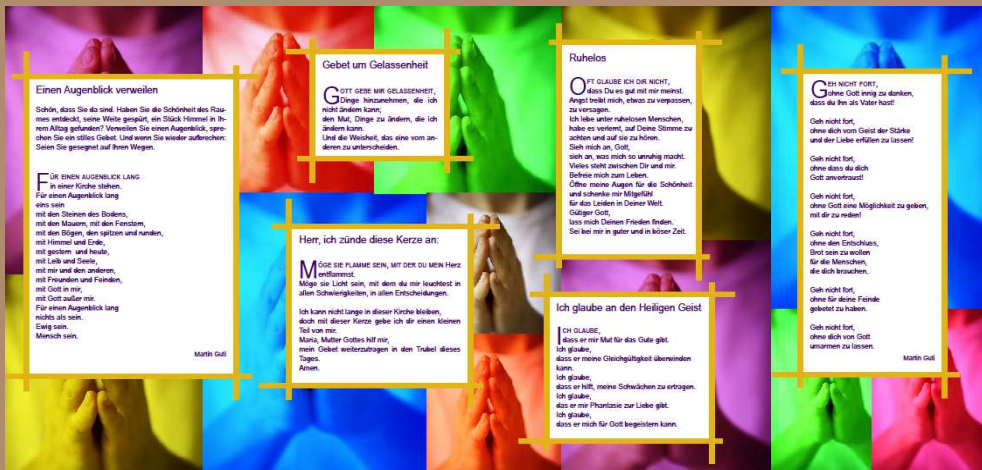 Einen Augenblick verweilen
Schön, dass Sie da sind. Haben Sie die Schönheit des Rau-
mes entdeckt, seine Weite gespürt, ein Stück Himmel in Ih-
rem Alltag gefunden? Verweilen Sie einen Augenblick, spre-
chen Sie ein stilles Gebet. Und wenn Sie wieder aufbrechen:
Seien Sie gesegnet auf Ihren Wegen.
FÜR EINEN AUGENBLICK LANG
in einer Kirche stehen.
Für einen Augenblick lang
eins sein
mit den Steinen des Bodens,
mit den Mauern, mit den Fenstern,
mit den Bögen, den spitzen und runden,
mit Himmel und Erde,
mit gestern und heute,
mit Leib und Seele,
mit mir und den anderen,
mit Freunden und Feinden,
mit Gott in mir,
mit Gott außer mir.
Für einen Augenblick lang
nichts als sein.
Ewig sein.
Mensch sein.
Martin Gutl
Gebet um Gelassenheit
GOTT GEBE MIR GELASSENHEIT,
Dinge hinzunehmen, die ich
nicht ändern kann;
den Mut, Dinge zu ändern, die ich
ändern kann.
Und die Weisheit, das eine vom an-
deren zu unterscheiden.
Herr, ich zünde diese Kerze an:
MÖGE SIE FLAMME SEIN, MIT DER DU MEIN Herz
entflammst.
Möge sie Licht sein, mit dem du mir leuchtest in
allen Schwierigkeiten, in allen Entscheidungen.
Ich kann nicht lange in dieser Kirche bleiben,
doch mit dieser Kerze gebe ich dir einen kleinen
Teil von mir.
Maria, Mutter Gottes hilf mir,
mein Gebet weiterzutragen in den Trubel dieses
Tages.
Amen.
Ruhelos
OFT GLAUBE ICH DIR NICHT,
dass Du es gut mit mir meinst.
Angst treibt mich, etwas zu verpassen,
zu versagen.
Ich lebe unter ruhelosen Menschen,
habe es verlernt, auf Deine Stimme zu
achten und auf sie zu hören.
Sieh mich an, Gott,
sieh an, was mich so unruhig macht.
Vieles steht zwischen Dir und mir.
Befreie mich zum Leben.
Öffne meine Augen für die Schönheit
und schenke mir Mitgefühl
für das Leiden in Deiner Welt.
Gütiger Gott,
lass mich Deinen Frieden finden.
Sei bei mir in guter und in böser Zeit.
Ich glaube an den Heiligen Geist
ICH GLAUBE,
dass er mir Mut für das Gute gibt.
Ich glaube,
dass er meine Gleichgültigkeit überwinden
kann.
Ich glaube,
dass er hilft, meine Schwächen zu ertragen.
Ich glaube,
das er mir Phantasie zur Liebe gibt.
Ich glaube,
dass er mich für Gott begeistern kann.
GEH NICHT FORT,
ohne Gott innig zu danken,
dass du Ihn als Vater hast!
Geh nicht fort,
ohne dich vom Geist der Stärke
und der Liebe erfüllen zu lassen!
Geh nicht fort,
ohne dass du dich
Gott anvertraust!
Geh nicht fort,
ohne Gott eine Möglichkeit zu geben,
mit dir zu reden!
Geh nicht fort,
ohne den Entschluss,
Brot sein zu wollen
für die Menschen,
die dich brauchen.
Geh nicht fort,
ohne für deine Feinde
gebetet zu haben.
Geh nicht fort,
ohne dich von Gott
umarmen zu lassen.
Martin Gutl